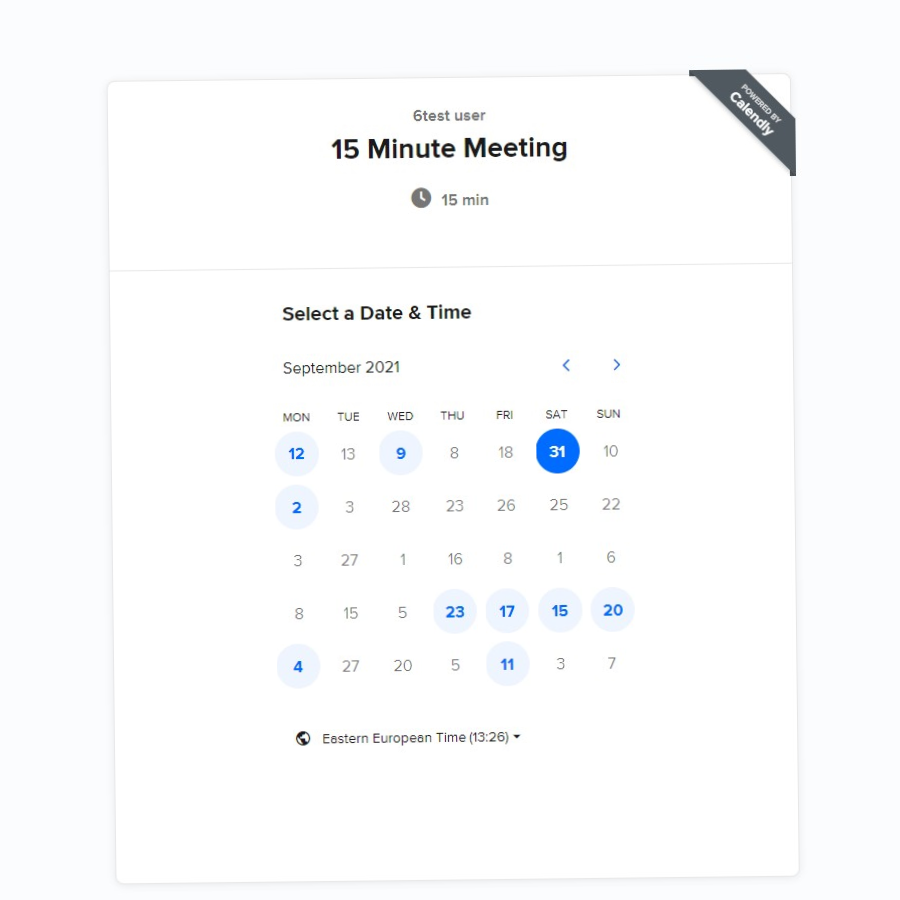 POWERED BY
Calendly
6test user
15 Minute Meeting
15 min
Select a Date & Time
September 2021
MON TUE WED THU FRI SAT SUN
12 13 9 8 18 31 10
2 3 28 23 26 25 22
3 27 1 16 8 1 6
8 15 5 23 17 15 20
4 27 20 5 11 3 7
Eastern European Time (13:26)